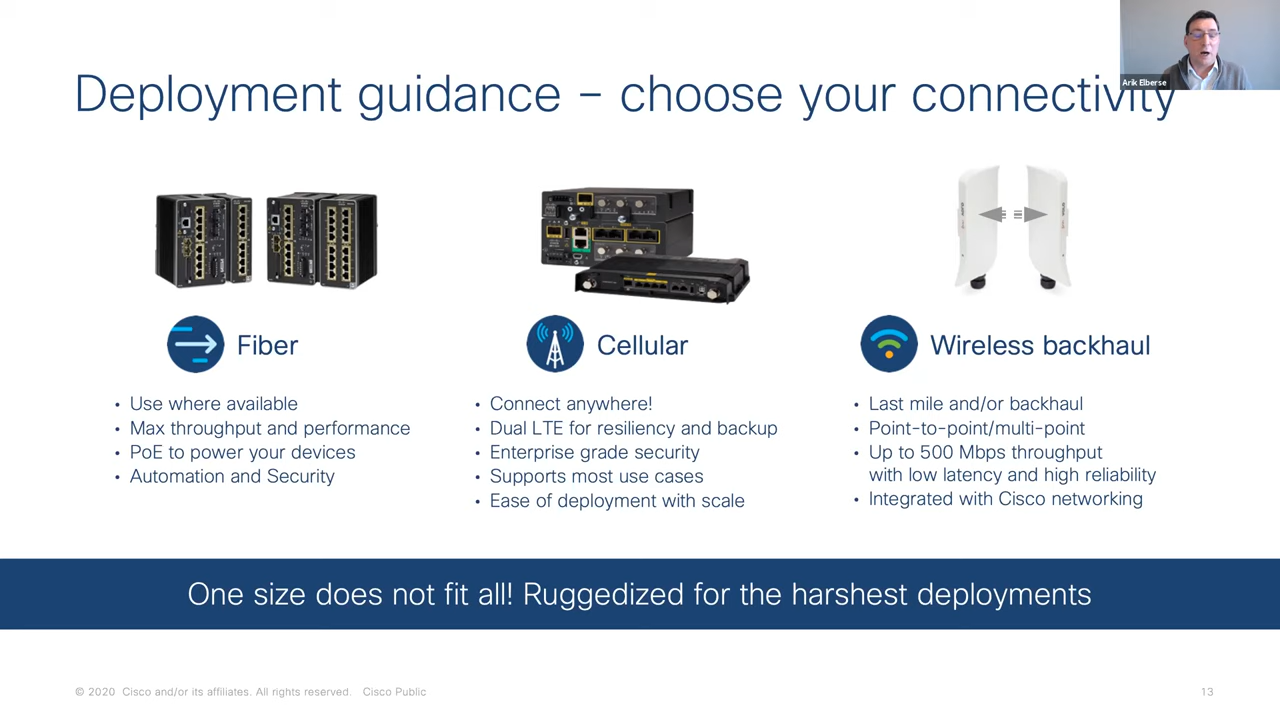 Arik Elberse
Deployment guidance – choose your connectivity
Fiber
• Use where available
• Max throughput and performance
• PoE to power your devices
• Automation and Security
Cellular
• Connect anywhere!
• Dual LTE for resiliency and backup
• Enterprise grade security
• Supports most use cases
• Ease of deployment with scale
Wireless backhaul
• Last mile and/or backhaul
• Point-to-point/multi-point
• Up to 500 Mbps throughput
with low latency and high reliability
• Integrated with Cisco networking
One size does not fit all! Ruggedized for the harshest deployments
© 2020 Cisco and/or its affiliates. All rights reserved. Cisco Public
13